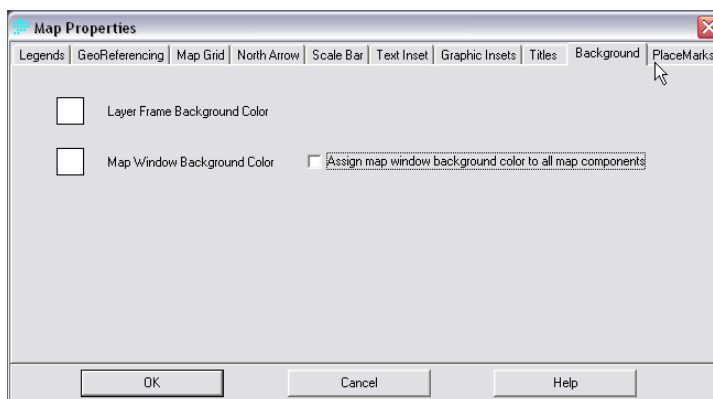 Map Properties
Legends GeoReferencing Map Grid North Arrow Scale Bar Text Inset Graphic Insets Titles Background PlaceMarks
Layer Frame Background Color
Map Window Background Color Assign map window background color to all map components
OK Cancel Help